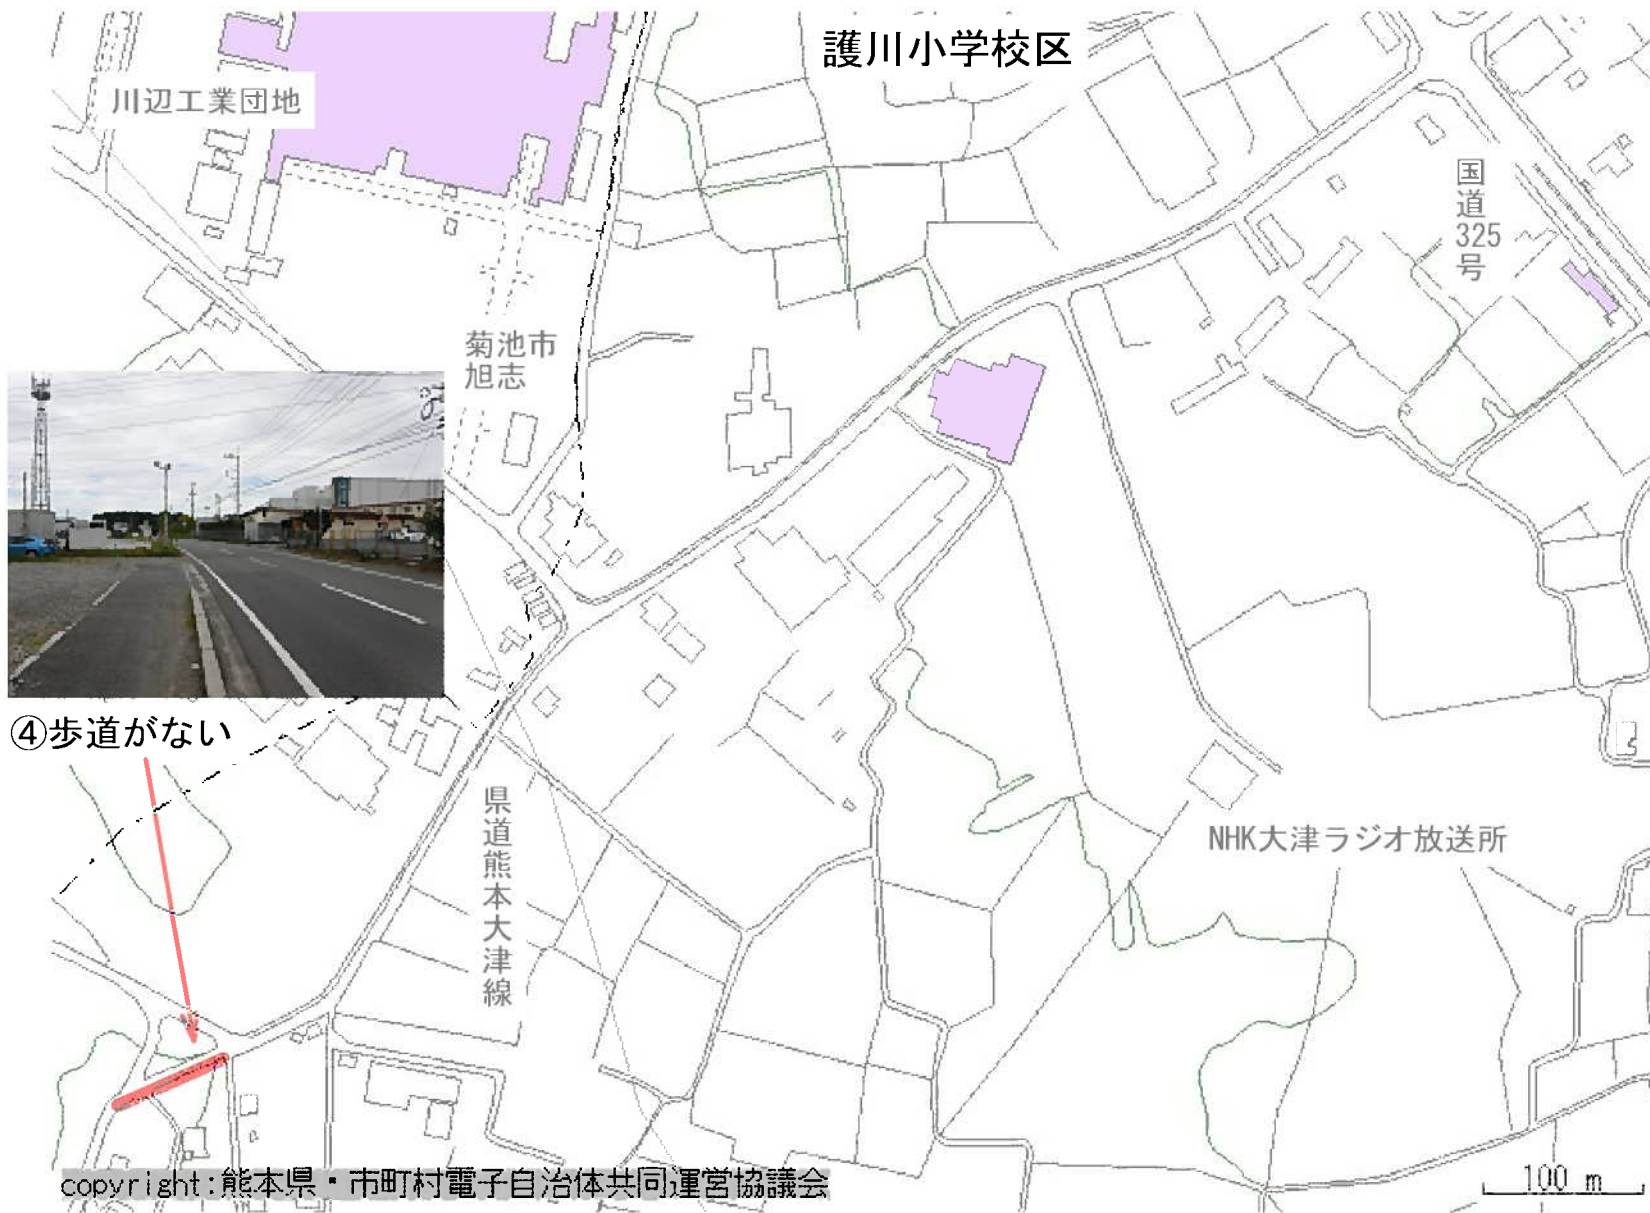 護川小学校区
川辺工業団地
国道325号
菊池市
旭志
④歩道がない
県道熊本大津線
NHK大津ラジオ放送所
copyright:熊本県・市町村電子自治体共同運営協議会
100 m